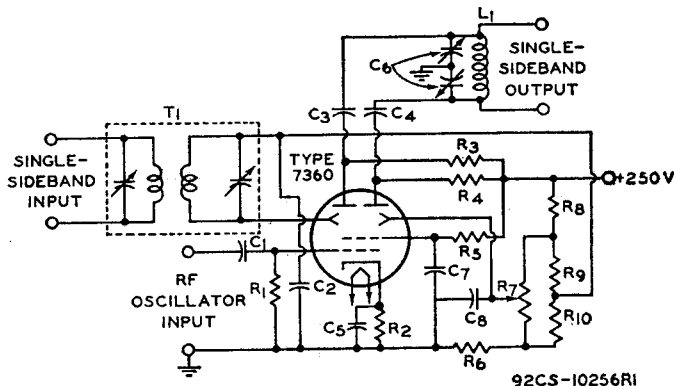 L1
C6
SINGLE-
SIDEBAND
OUTPUT
C3
C4
T1
TYPE
7360
R3
R4
+250V
SINGLE-
SIDEBAND
INPUT
C1
RF
OSCILLATOR
INPUT
R1
C2
C5
R2
R5
C7
C8
R6
R7
R8
R9
R10
92CS-10256R1